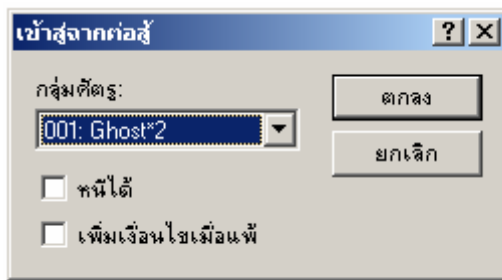 เข้าสู่ฉากต่อสู้
กลุ่มศัตรู:
001: Ghost*2
ตกลง
ยกเลิก
หนีได้
เพิ่มเงื่อนไขเมื่อแพ้